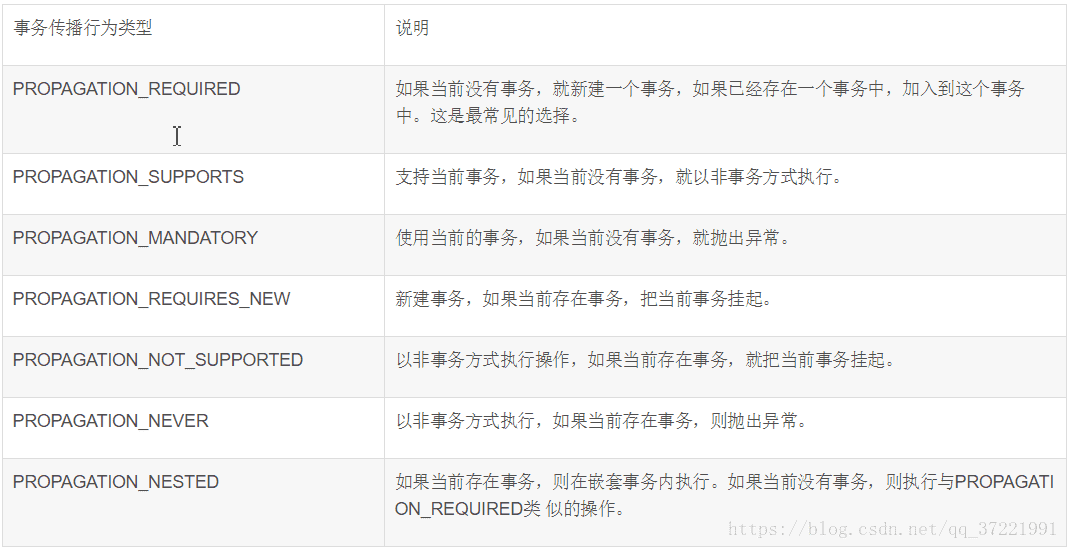 事务传播行为类型
说明
PROPAGATION_REQUIRED
如果当前没有事务，就新建一个事务，如果已经存在一个事务中，加入到这个事务
中。这是最常见的选择。
PROPAGATION_SUPPORTS
支持当前事务，如果当前没有事务，就以非事务方式执行。
PROPAGATION_MANDATORY
使用当前的事务，如果当前没有事务，就抛出异常。
PROPAGATION_REQUIRES_NEW
新建事务，如果当前存在事务，把当前事务挂起。
PROPAGATION_NOT_SUPPORTED
以非事务方式执行操作，如果当前存在事务，就把当前事务挂起。
PROPAGATION_NEVER
以非事务方式执行，如果当前存在事务，则抛出异常。
PROPAGATION_NESTED
如果当前存在事务，则在嵌套事务内执行。如果当前没有事务，则执行与PROPAGATI
ON_REQUIRED类 似的操作。
https://blog.csdn.net/qq_37221991